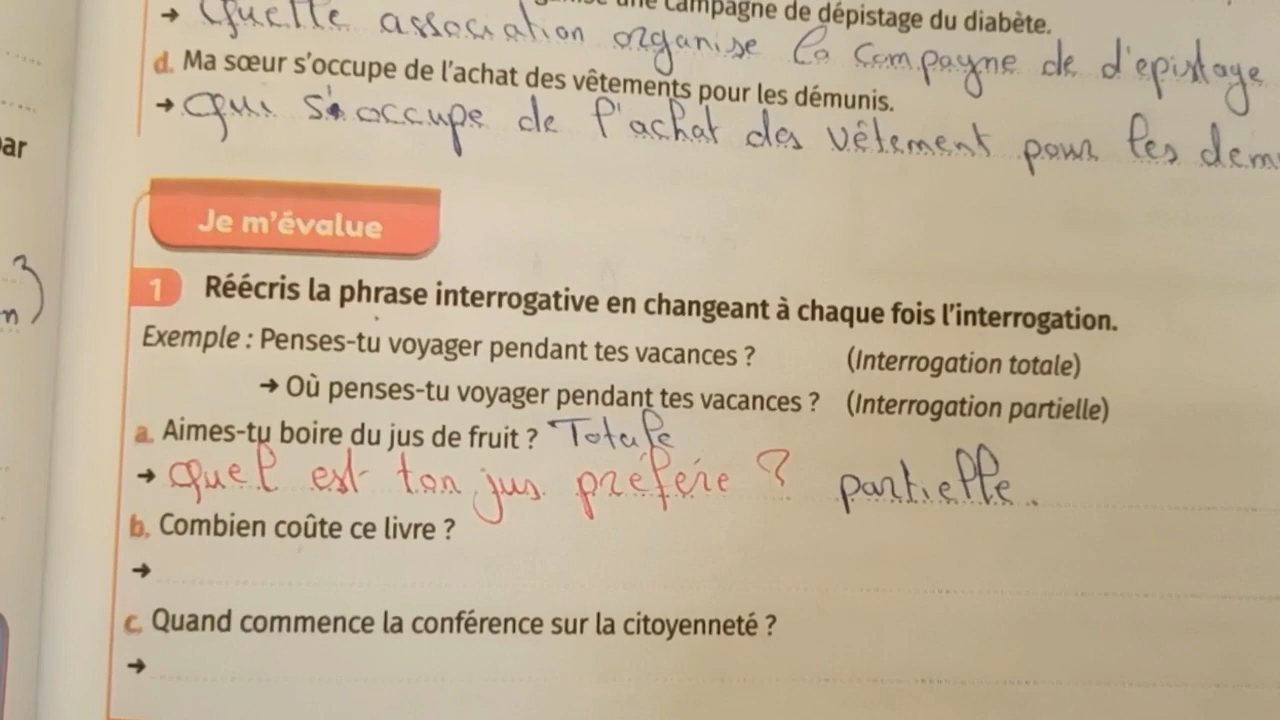 une campagne de dépistage du diabète.
→ Quelle association organise la campagne de d'epistage
d. Ma sœur s'occupe de l'achat des vêtements pour les démunis.
→ Qui s'occupe de l'achat des vêtement pour les dem
ar
Je m'évalue
1 Réécris la phrase interrogative en changeant à chaque fois l'interrogation.
Exemple : Penses-tu voyager pendant tes vacances ? (Interrogation totale)
→ Où penses-tu voyager pendant tes vacances ? (Interrogation partielle)
a. Aimes-tu boire du jus de fruit ? Totale
→ Quel est ton jus préféré ? partielle.
b. Combien coûte ce livre ?
→
c. Quand commence la conférence sur la citoyenneté ?
→